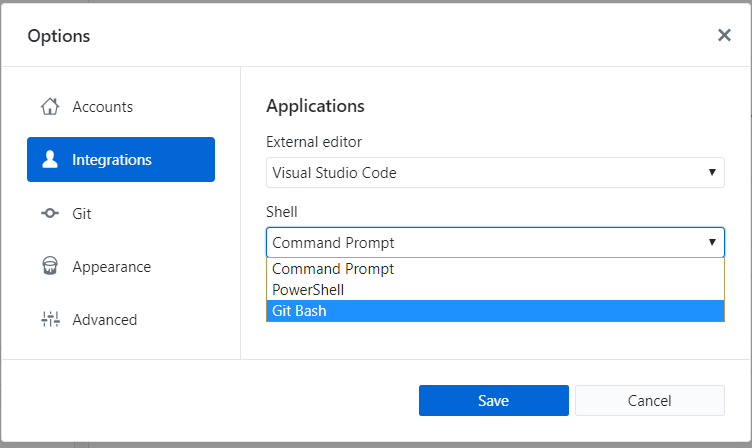 Options
Accounts
Integrations
Git
Appearance
Advanced
Applications
External editor
Visual Studio Code
Shell
Command Prompt
Command Prompt
PowerShell
Git Bash
Save
Cancel